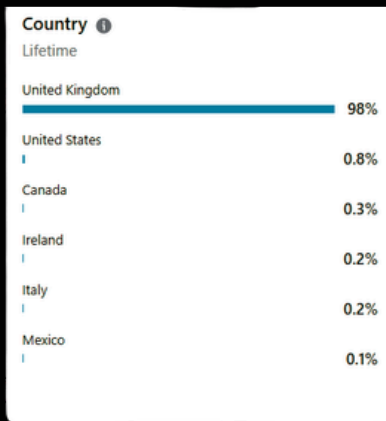 Country
Lifetime
United Kingdom
98%
United States
0.8%
Canada
0.3%
Ireland
0.2%
Italy
0.2%
Mexico
0.1%